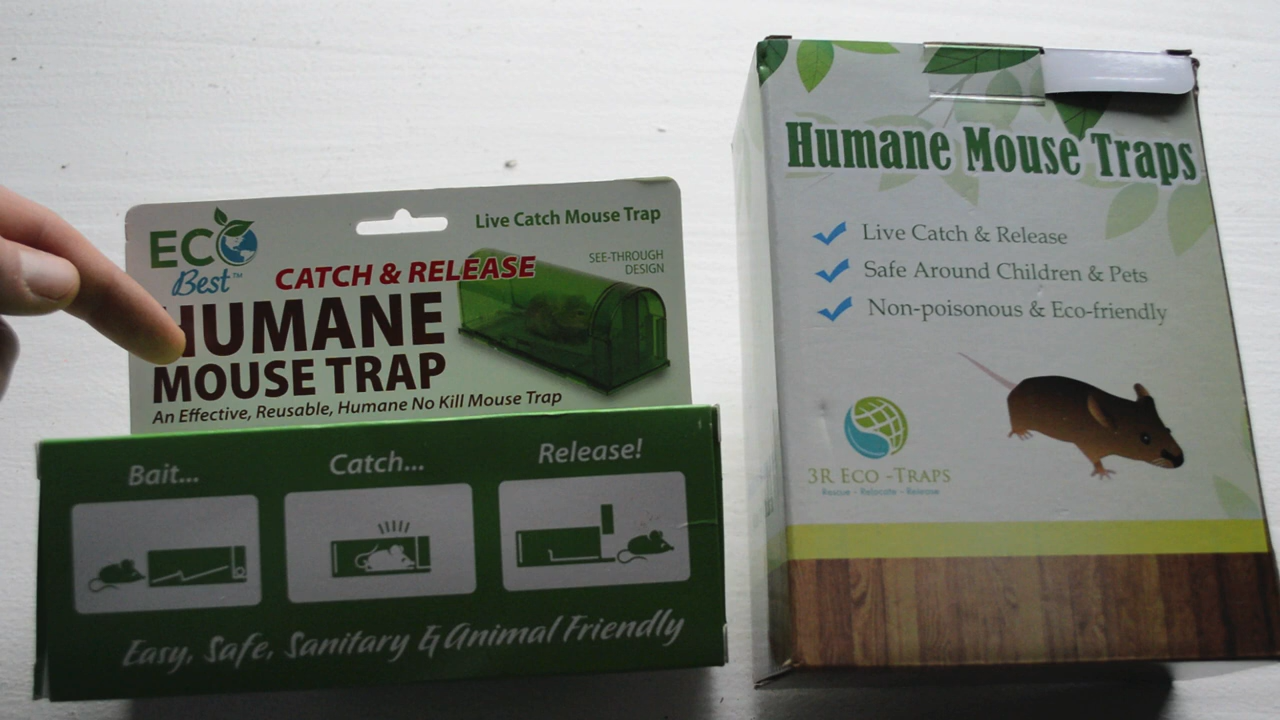 ECO
Best™
Live Catch Mouse Trap
SEE-THROUGH
DESIGN
CATCH & RELEASE
HUMANE
MOUSE TRAP
An Effective, Reusable, Humane No Kill Mouse Trap
Bait...
Catch...
Release!
Easy, Safe, Sanitary & Animal Friendly
Humane Mouse Traps
Live Catch & Release
Safe Around Children & Pets
Non-poisonous & Eco-friendly
3R ECO -TRAPS
Rescue - Relocate - Release